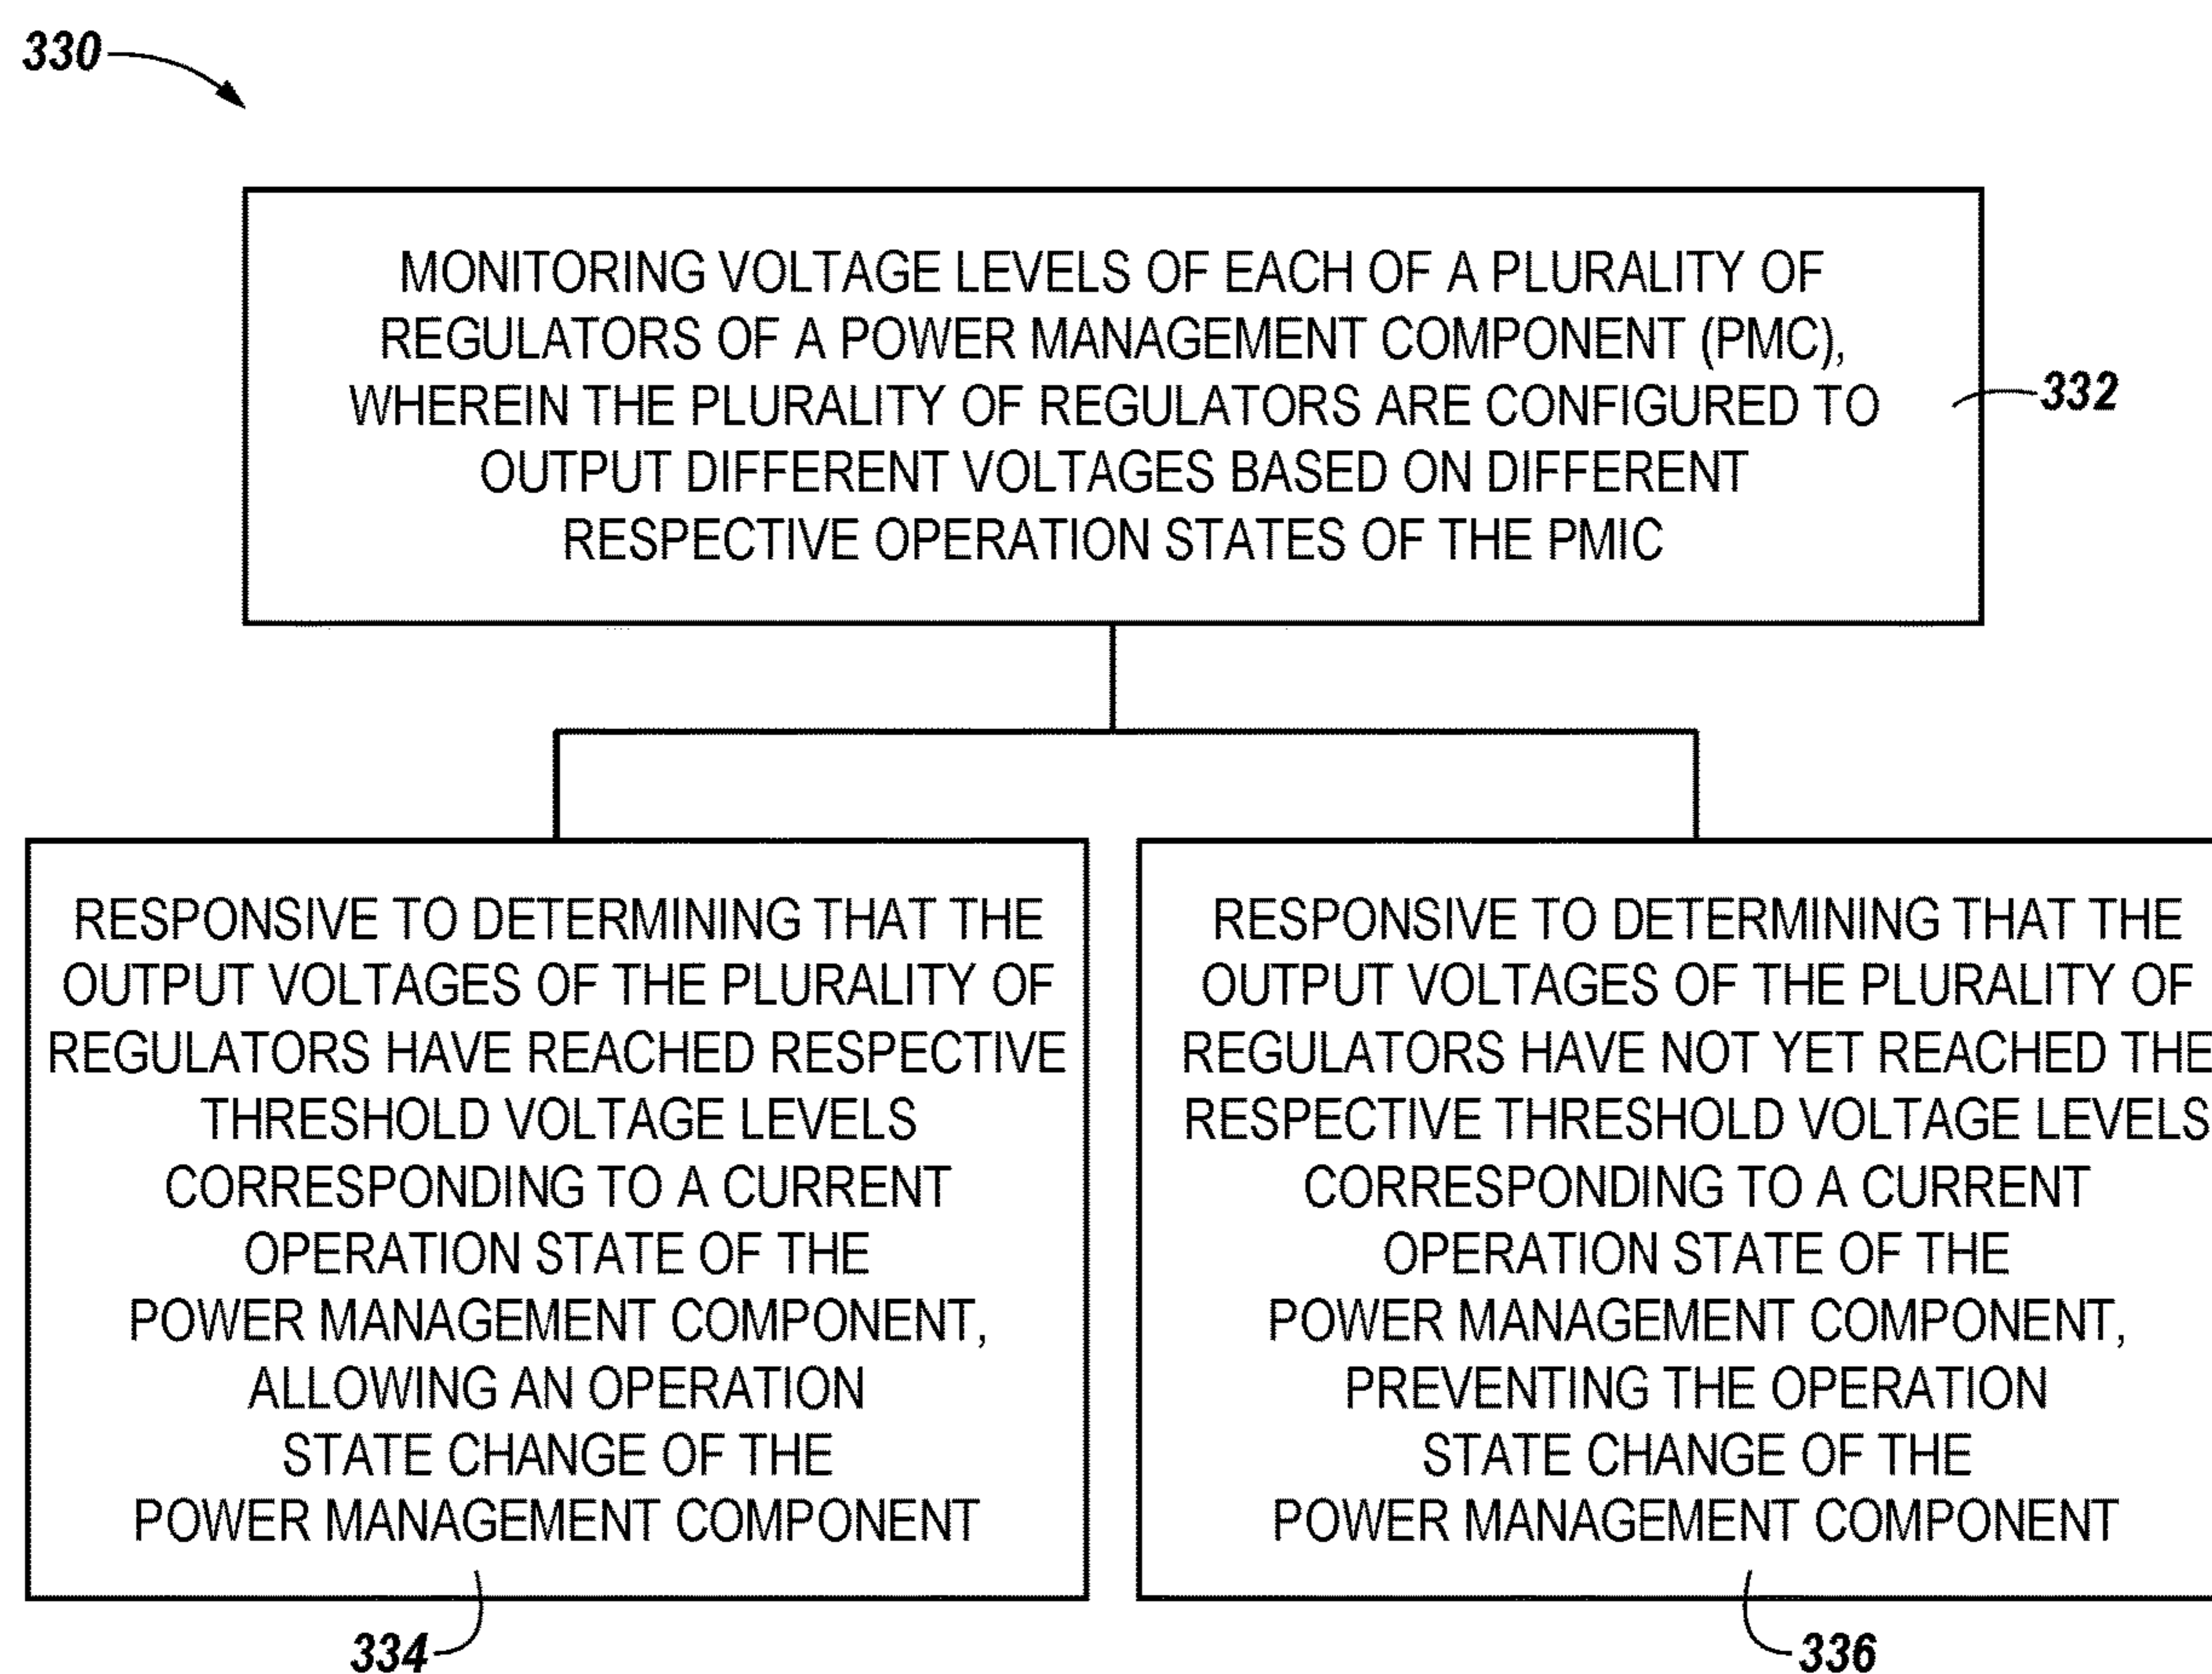 330
MONITORING VOLTAGE LEVELS OF EACH OF A PLURALITY OF
REGULATORS OF A POWER MANAGEMENT COMPONENT (PMC),
WHEREIN THE PLURALITY OF REGULATORS ARE CONFIGURED TO
OUTPUT DIFFERENT VOLTAGES BASED ON DIFFERENT
RESPECTIVE OPERATION STATES OF THE PMIC
332
RESPONSIVE TO DETERMINING THAT THE
OUTPUT VOLTAGES OF THE PLURALITY OF
REGULATORS HAVE REACHED RESPECTIVE
THRESHOLD VOLTAGE LEVELS
CORRESPONDING TO A CURRENT
OPERATION STATE OF THE
POWER MANAGEMENT COMPONENT,
ALLOWING AN OPERATION
STATE CHANGE OF THE
POWER MANAGEMENT COMPONENT
334
RESPONSIVE TO DETERMINING THAT THE
OUTPUT VOLTAGES OF THE PLURALITY OF
REGULATORS HAVE NOT YET REACHED THE
RESPECTIVE THRESHOLD VOLTAGE LEVELS
CORRESPONDING TO A CURRENT
OPERATION STATE OF THE
POWER MANAGEMENT COMPONENT,
PREVENTING THE OPERATION
STATE CHANGE OF THE
POWER MANAGEMENT COMPONENT
336